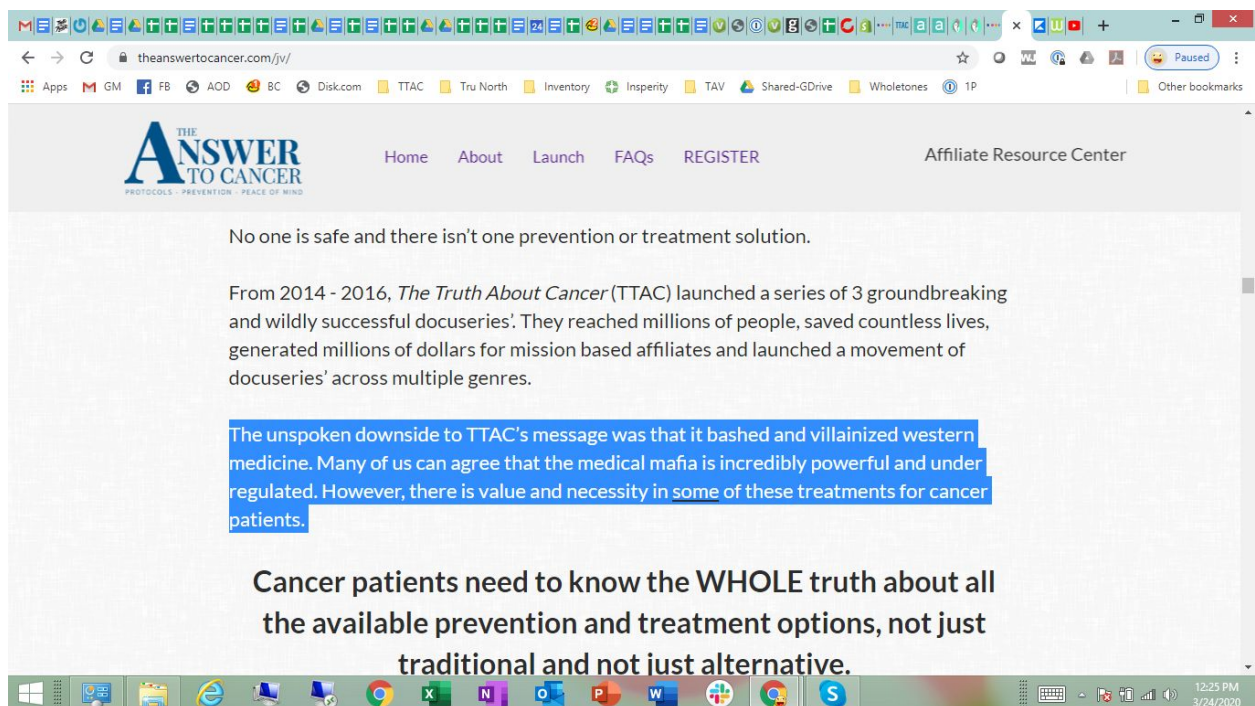 24
TTAC
Paused
theanswertocancer.com/jv/
Apps GM FB AOD BC Disk.com TTAC Tru North Inventory Insperity TAV Shared-GDrive Wholetones 1P Other bookmarks
THE
ANSWER
TO CANCER
PROTOCOLS - PREVENTION - PEACE OF MIND
Home About Launch FAQs REGISTER
Affiliate Resource Center
No one is safe and there isn't one prevention or treatment solution.
From 2014 - 2016, The Truth About Cancer (TTAC) launched a series of 3 groundbreaking
and wildly successful docuseries'. They reached millions of people, saved countless lives,
generated millions of dollars for mission based affiliates and launched a movement of
docuseries' across multiple genres.
The unspoken downside to TTAC's message was that it bashed and villainized western
medicine. Many of us can agree that the medical mafia is incredibly powerful and under
regulated. However, there is value and necessity in some of these treatments for cancer
patients.
Cancer patients need to know the WHOLE truth about all
the available prevention and treatment options, not just
traditional and not just alternative.
12:25 PM
3/24/2020